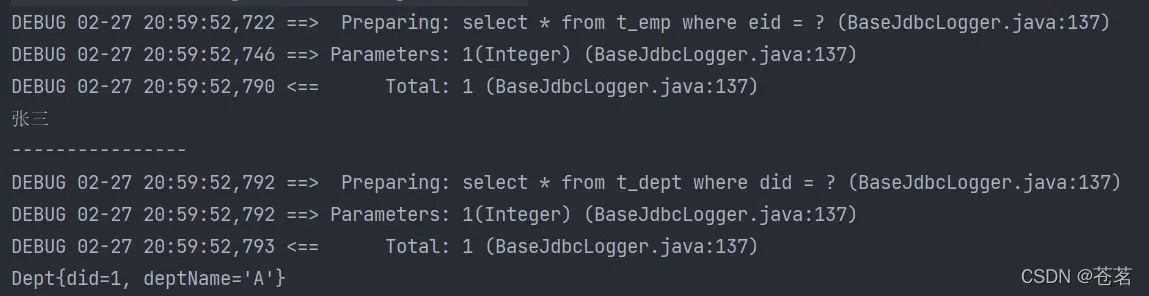 DEBUG 02-27 20:59:52,722 ==>  Preparing: select * from t_emp where eid = ? (BaseJdbcLogger.java:137)
DEBUG 02-27 20:59:52,746 ==> Parameters: 1(Integer) (BaseJdbcLogger.java:137)
DEBUG 02-27 20:59:52,790 <==      Total: 1 (BaseJdbcLogger.java:137)
张三
----------------
DEBUG 02-27 20:59:52,792 ==>  Preparing: select * from t_dept where did = ? (BaseJdbcLogger.java:137)
DEBUG 02-27 20:59:52,792 ==> Parameters: 1(Integer) (BaseJdbcLogger.java:137)
DEBUG 02-27 20:59:52,793 <==      Total: 1 (BaseJdbcLogger.java:137)
Dept{did=1, deptName='A'}
CSDN @苍茗